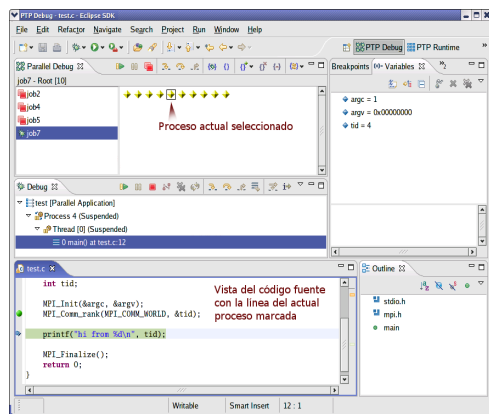 PTP Debug - test.c - Eclipse SDK
File Edit Refactor Navigate Search Project Run Window Help
PTP Debug PTP Runtime »
Parallel Debug
job7 - Root [10]
job2
job4
job5
job7
Proceso actual seleccionado
Breakpoints (x)= Variables »2
argc = 1
argv = 0x00000000
tid = 4
Debug
test [Parallel Application]
Process 4 (Suspended)
Thread [0] (Suspended)
0 main() at test.c:12
test.c
int tid;
MPI_Init(&argc, &argv);
MPI_Comm_rank(MPI_COMM_WORLD, &tid);
printf("hi from %d\n", tid);
MPI_Finalize();
return 0;
}
Vista del código fuente
con la linea del actual
proceso marcada
Outline
stdio.h
mpi.h
main
Writable Smart Insert 12 : 1